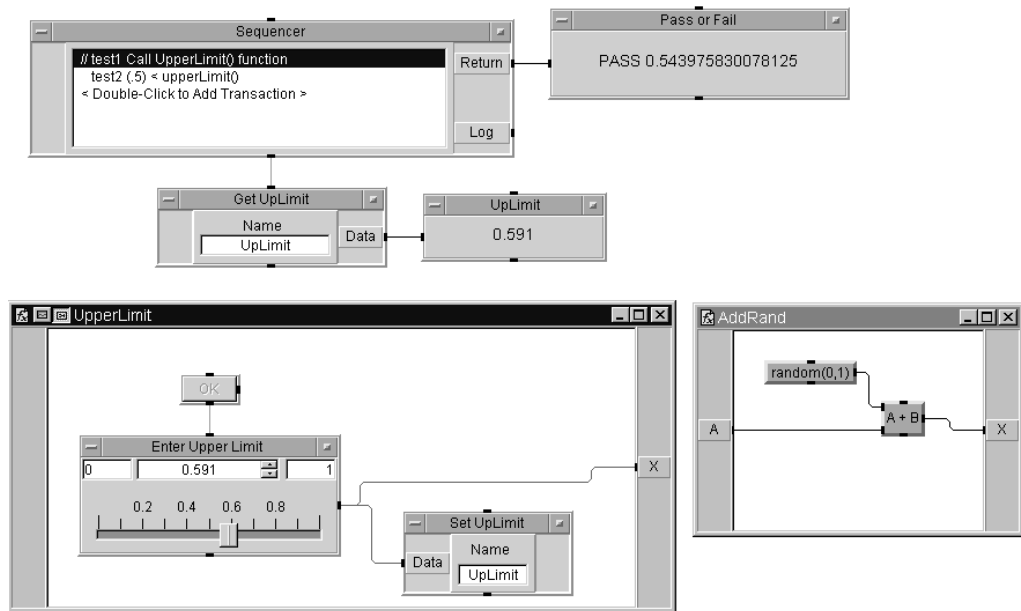 Sequencer
// test1 Call UpperLimit() function
test2 (.5) < upperLimit()
< Double-Click to Add Transaction >
Return
Log
Pass or Fail
PASS 0.543975830078125
Get UpLimit
Name
UpLimit
Data
UpLimit
0.591
UpperLimit
OK
Enter Upper Limit
0 0.591 1
0.2 0.4 0.6 0.8
X
Set UpLimit
Data
Name
UpLimit
AddRand
random(0,1)
A
A + B
X